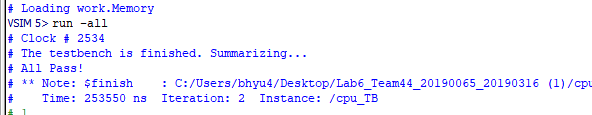 # Loading work.Memory
VSIM 5> run -all
# Clock # 2534
# The testbench is finished. Summarizing...
# All Pass!
# ** Note: $finish    : C:/Users/bhyu4/Desktop/Lab6_Team44_20190065_20190316 (1)/cpu
#    Time: 253550 ns  Iteration: 2  Instance: /cpu_TB
# 1